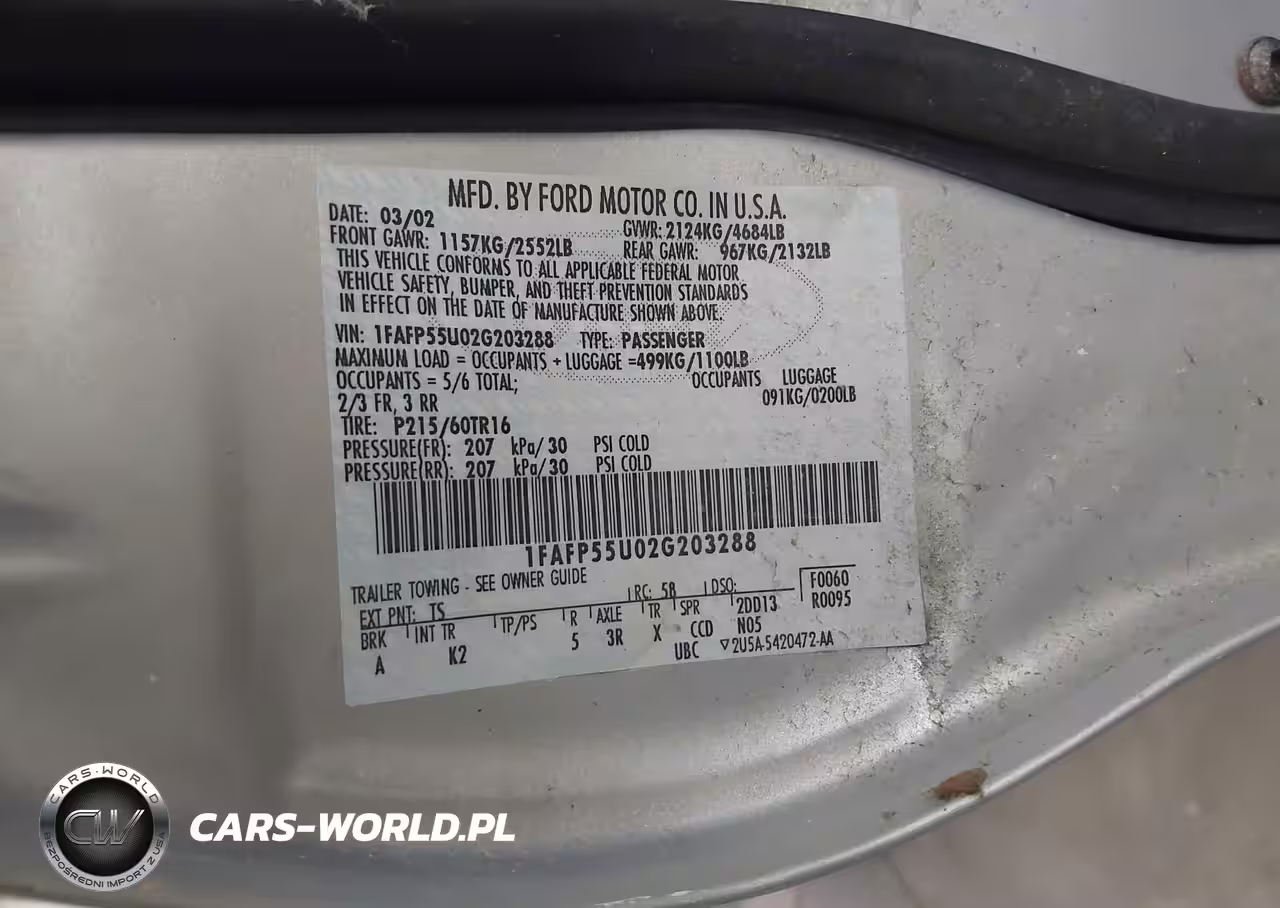 MFD. BY FORD MOTOR CO. IN U.S.A.
DATE: 03/02 GVWR: 2124KG/4684LB
FRONT GAWR: 1157KG/2552LB REAR GAWR: 967KG/2132LB
THIS VEHICLE CONFORMS TO ALL APPLICABLE FEDERAL MOTOR
VEHICLE SAFETY, BUMPER, AND THEFT PREVENTION STANDARDS
IN EFFECT ON THE DATE OF MANUFACTURE SHOWN ABOVE.
VIN: 1FAFP55U02G203288 TYPE: PASSENGER
MAXIMUM LOAD = OCCUPANTS + LUGGAGE =499KG/1100LB
OCCUPANTS = 5/6 TOTAL; OCCUPANTS LUGGAGE
2/3 FR, 3 RR 091KG/0200LB
TIRE: P215/60TR16
PRESSURE(FR): 207 kPa/30 PSI COLD
PRESSURE(RR): 207 kPa/30 PSI COLD
1FAFP55U02G203288
TRAILER TOWING - SEE OWNER GUIDE
EXT PNT: TS RC: 58 DSO: F0060
BRK INT TR TP/PS R AXLE TR SPR 2DD13 R0095
A K2 5 3R X CCD N05
UBC ▽2U5A-5420472-AA
CARS-WORLD
CW
BEZPOŚREDNI IMPORT Z USA
CARS-WORLD.PL